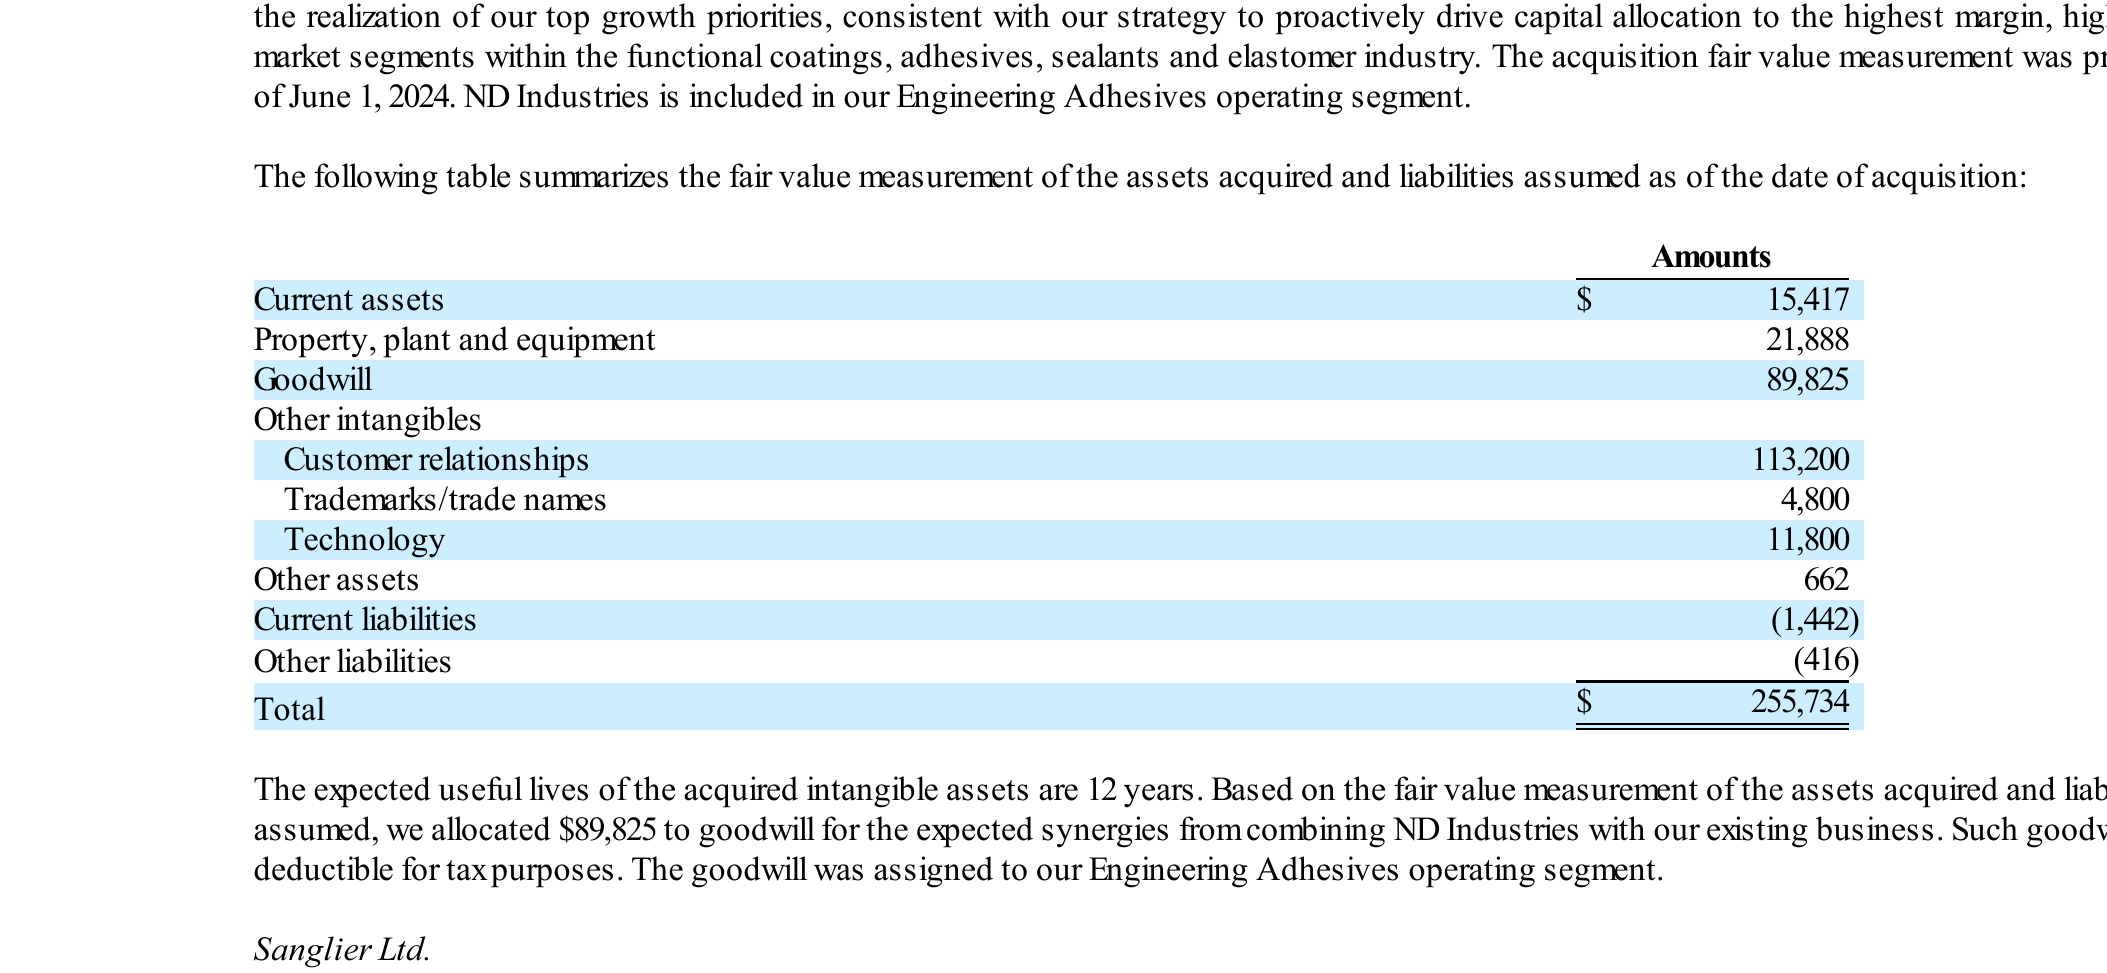 the realization of our top growth priorities, consistent with our strategy to proactively drive capital allocation to the highest margin,
market segments within the functional coatings, adhesives, sealants and elastomer industry. The acquisition fair value measurement was
of June 1, 2024. ND Industries is included in our Engineering Adhesives operating segment.
The following table summarizes the fair value measurement of the assets acquired and liabilities assumed as of the date of acquisition:
Amounts
Current assets $ 15,417
Property, plant and equipment 21,888
Goodwill 89,825
Other intangibles
Customer relationships 113,200
Trademarks/trade names 4,800
Technology 11,800
Other assets 662
Current liabilities (1,442)
Other liabilities (416)
Total $ 255,734
The expected useful lives of the acquired intangible assets are 12 years. Based on the fair value measurement of the assets acquired and
assumed, we allocated $89,825 to goodwill for the expected synergies from combining ND Industries with our existing business. Such
deductible for tax purposes. The goodwill was assigned to our Engineering Adhesives operating segment.
Sanglier Ltd.